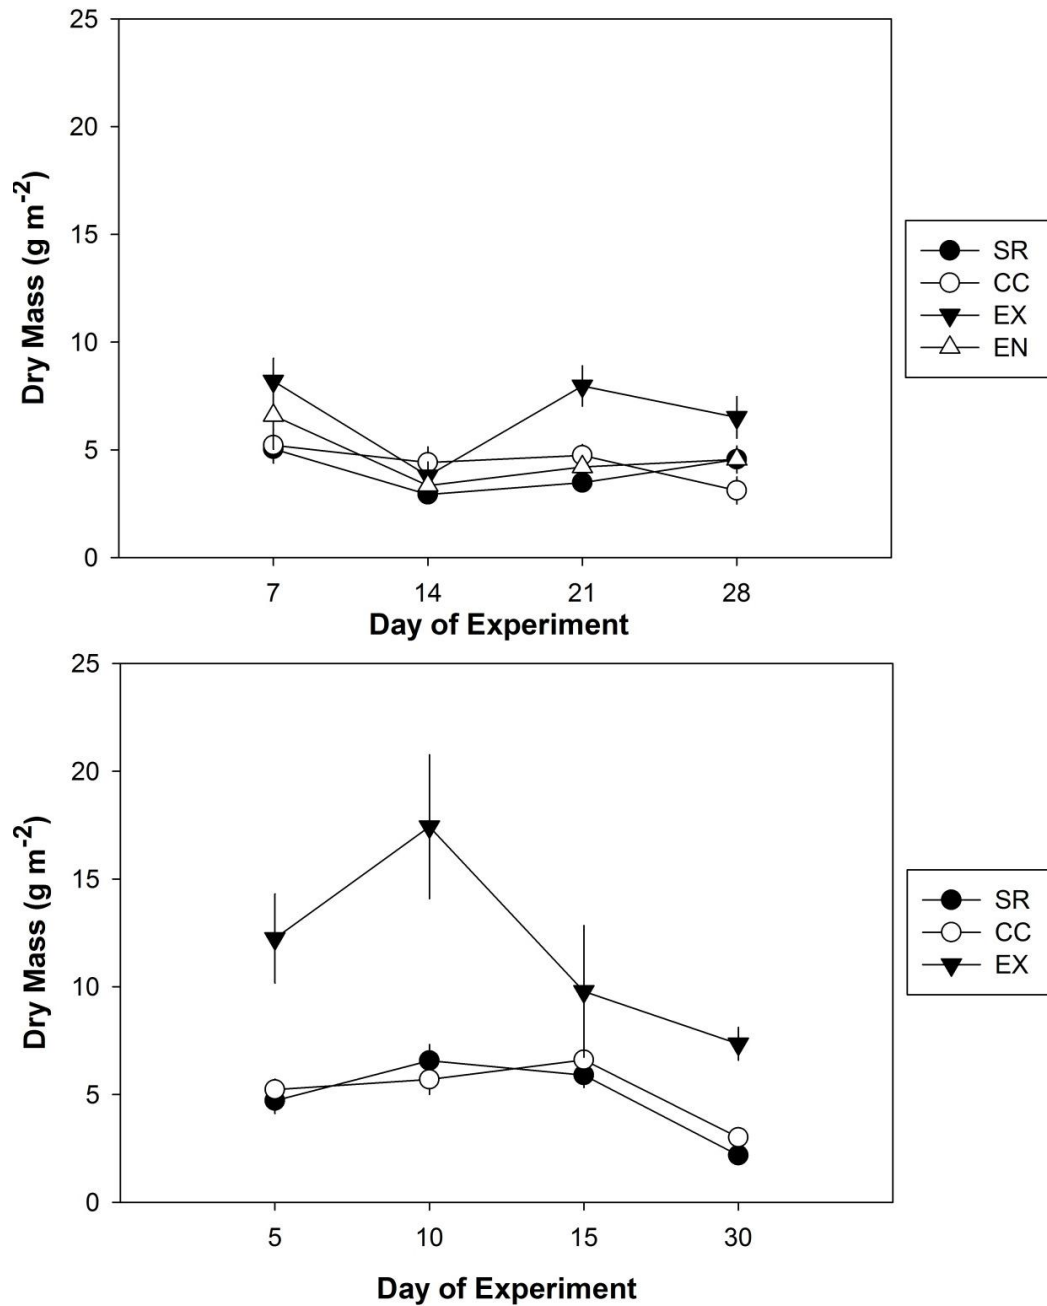 25
20
15
10
5
0
Dry Mass (g m-2)
7 14 21 28
Day of Experiment
SR
CC
EX
EN
25
20
15
10
5
0
Dry Mass (g m-2)
5 10 15 30
Day of Experiment
SR
CC
EX